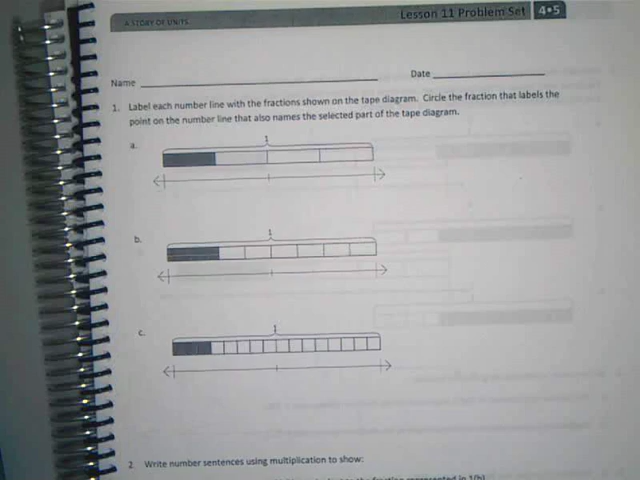 A STORY OF UNITS
Lesson 11 Problem Set 4•5
Name
Date
1. Label each number line with the fractions shown on the tape diagram. Circle the fraction that labels the
point on the number line that also names the selected part of the tape diagram.
1
a.
1
b.
1
c.
2. Write number sentences using multiplication to show: